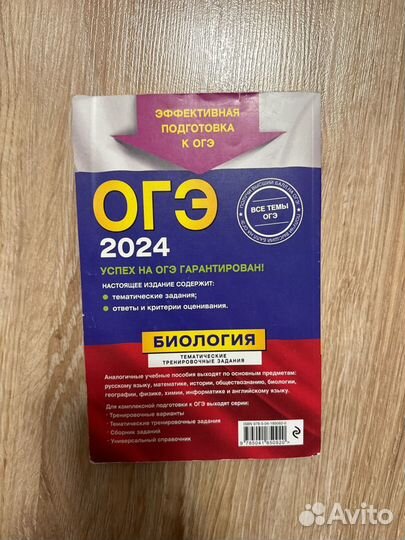 ЭФФЕКТИВНАЯ
ПОДГОТОВКА
К ОГЭ
ОГЭ
2024
ВСЕ ТЕМЫ
ОГЭ
УСПЕХ НА ОГЭ ГАРАНТИРОВАН!
НАСТОЯЩЕЕ ИЗДАНИЕ СОДЕРЖИТ:
• тематические задания;
• ответы и критерии оценивания.
БИОЛОГИЯ
ТЕМАТИЧЕСКИЕ
ТРЕНИРОВОЧНЫЕ ЗАДАНИЯ
Аналогичные учебные пособия выходят по основным предметам:
русскому языку, математике, истории, обществознанию, биологии,
географии, физике, химии, информатике и английскому языку.
Для комплексной подготовки к ОГЭ выходят серии:
• Тренировочные варианты
• Тематические тренировочные задания
• Сборник заданий
• Универсальный справочник
Avito